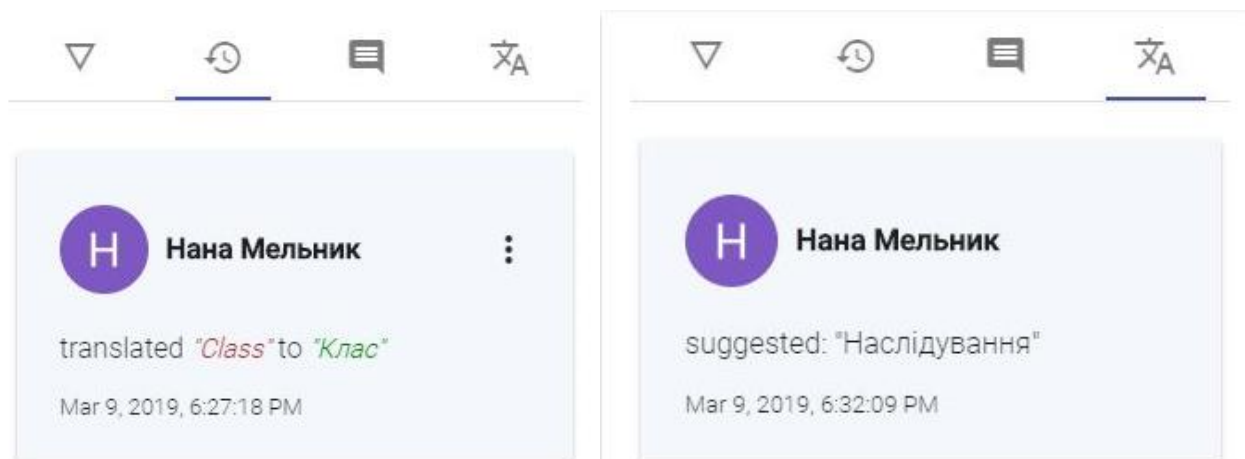 Н
Нана Мельник
translated "Class" to "Клас"
Mar 9, 2019, 6:27:18 PM
Н
Нана Мельник
suggested: "Наслідування"
Mar 9, 2019, 6:32:09 PM